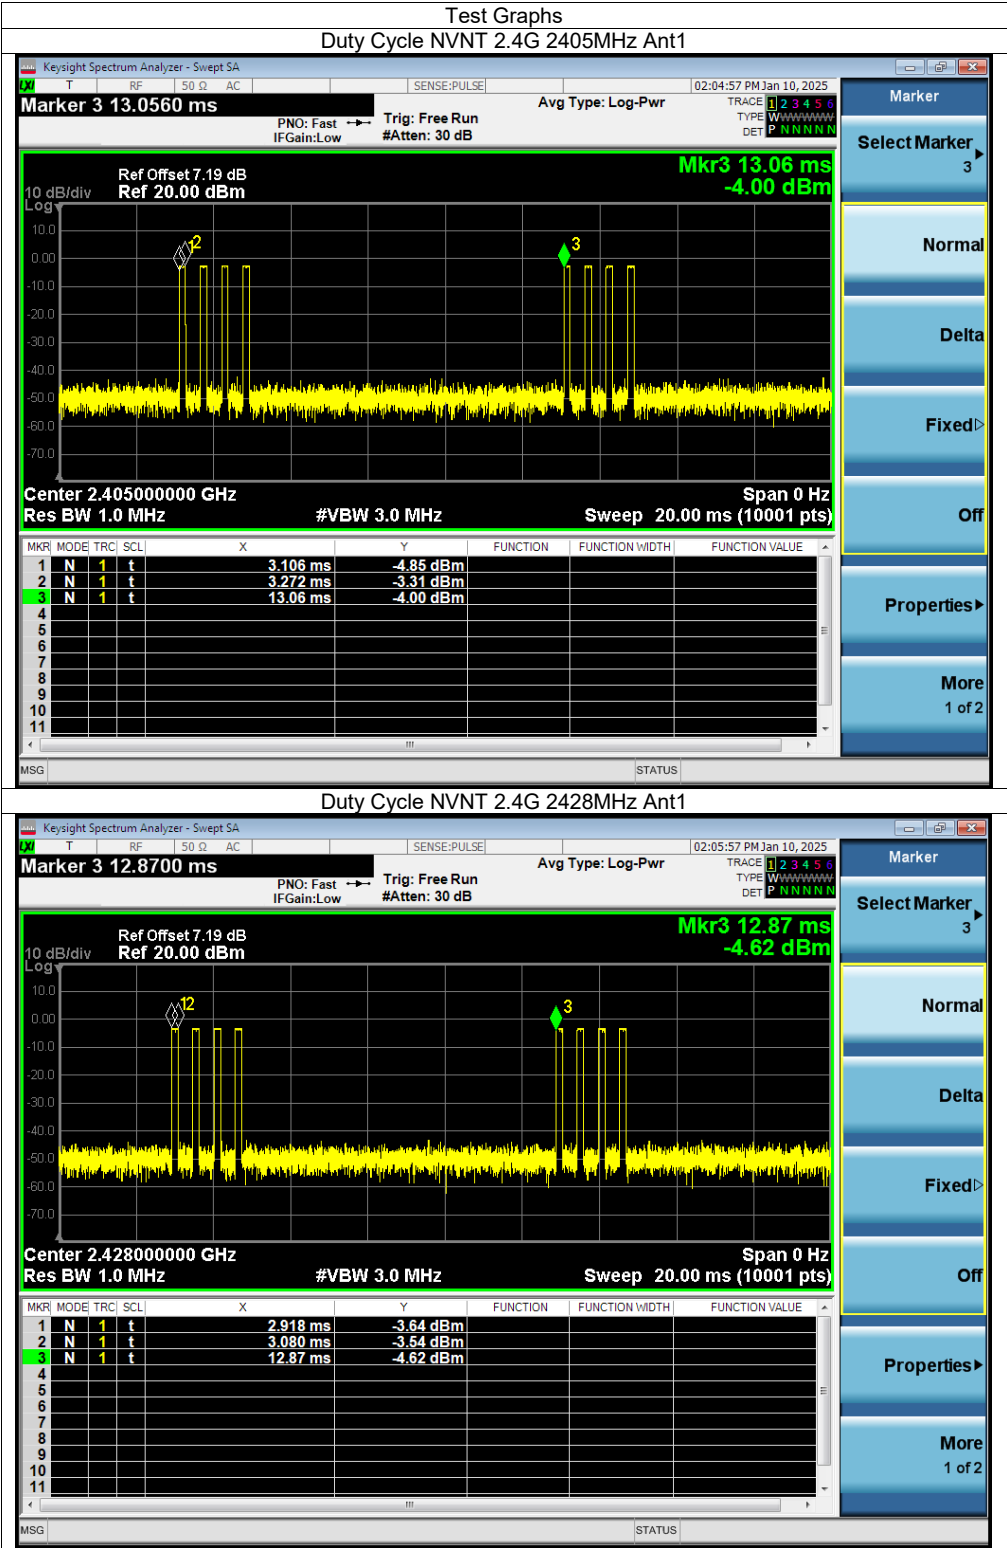 Test Graphs
Duty Cycle NVNT 2.4G 2405MHz Ant1
Keysight Spectrum Analyzer - Swept SA
LXI T RF 50 Ω AC SENSE:PULSE 02:04:57 PM Jan 10, 2025
Marker 3 13.0560 ms
PNO: Fast
IFGain:Low
Trig: Free Run
#Atten: 30 dB
Avg Type: Log-Pwr
TRACE 1 2 3 4 5 6
TYPE WWWWWW
DET P N N N N N
Ref Offset 7.19 dB
Ref 20.00 dBm
10 dB/div
Log
Mkr3 13.06 ms
-4.00 dBm
10.0
0.00
-10.0
-20.0
-30.0
-40.0
-50.0
-60.0
-70.0
1 2 3
Center 2.405000000 GHz Span 0 Hz
Res BW 1.0 MHz #VBW 3.0 MHz Sweep 20.00 ms (10001 pts)
MKR MODE TRC SCL X Y FUNCTION FUNCTION WIDTH FUNCTION VALUE
1 N 1 t 3.106 ms -4.85 dBm
2 N 1 t 3.272 ms -3.31 dBm
3 N 1 t 13.06 ms -4.00 dBm
4
5
6
7
8
9
10
11
MSG STATUS
Marker
Select Marker
3
Normal
Delta
Fixed
Off
Properties
More
1 of 2
Duty Cycle NVNT 2.4G 2428MHz Ant1
Keysight Spectrum Analyzer - Swept SA
LXI T RF 50 Ω AC SENSE:PULSE 02:05:57 PM Jan 10, 2025
Marker 3 12.8700 ms
PNO: Fast
IFGain:Low
Trig: Free Run
#Atten: 30 dB
Avg Type: Log-Pwr
TRACE 1 2 3 4 5 6
TYPE WWWWWW
DET P N N N N N
Ref Offset 7.19 dB
Ref 20.00 dBm
10 dB/div
Log
Mkr3 12.87 ms
-4.62 dBm
10.0
0.00
-10.0
-20.0
-30.0
-40.0
-50.0
-60.0
-70.0
1 2 3
Center 2.428000000 GHz Span 0 Hz
Res BW 1.0 MHz #VBW 3.0 MHz Sweep 20.00 ms (10001 pts)
MKR MODE TRC SCL X Y FUNCTION FUNCTION WIDTH FUNCTION VALUE
1 N 1 t 2.918 ms -3.64 dBm
2 N 1 t 3.080 ms -3.54 dBm
3 N 1 t 12.87 ms -4.62 dBm
4
5
6
7
8
9
10
11
MSG STATUS
Marker
Select Marker
3
Normal
Delta
Fixed
Off
Properties
More
1 of 2